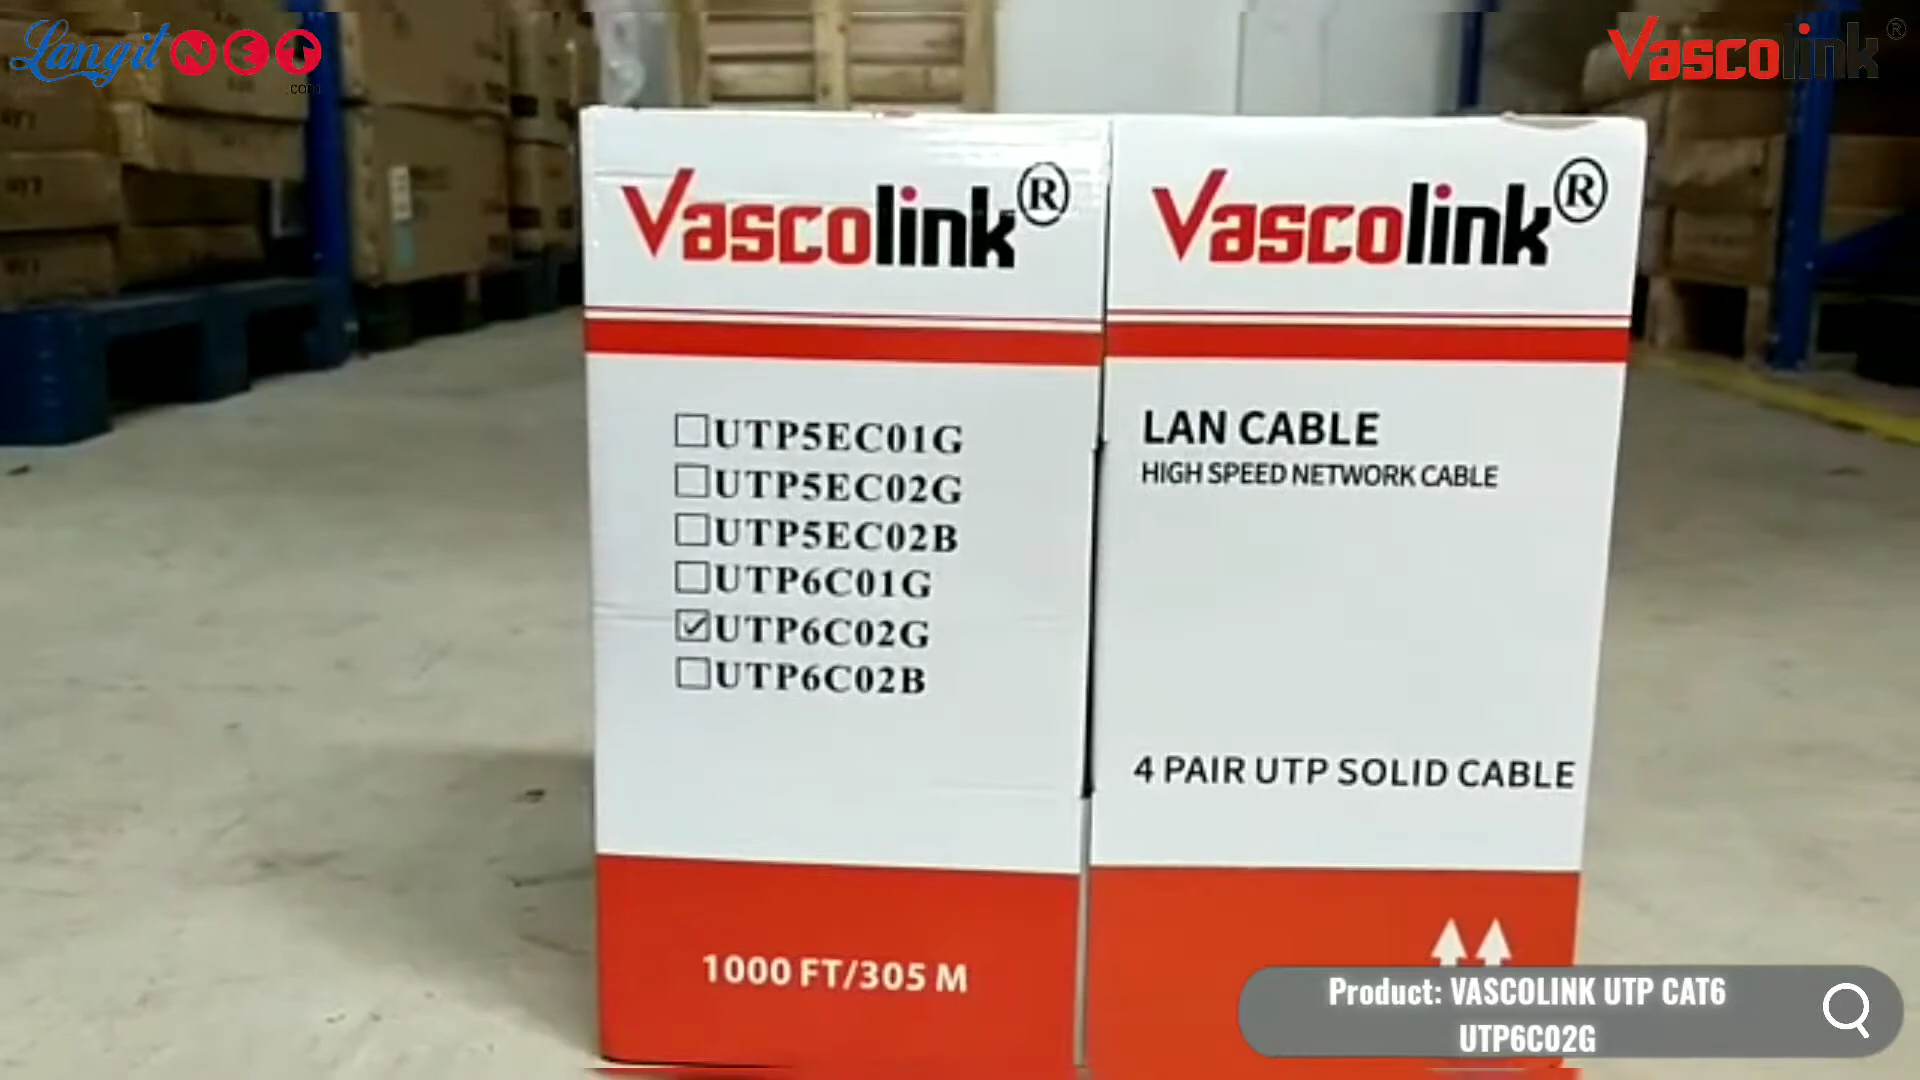 LangitNET
.com
Vascolink®
Vascolink®
UTP5EC01G
UTP5EC02G
UTP5EC02B
UTP6C01G
UTP6C02G
UTP6C02B
1000 FT/305 M
Vascolink®
LAN CABLE
HIGH SPEED NETWORK CABLE
4 PAIR UTP SOLID CABLE
Product: VASCOLINK UTP CAT6
UTP6C02G